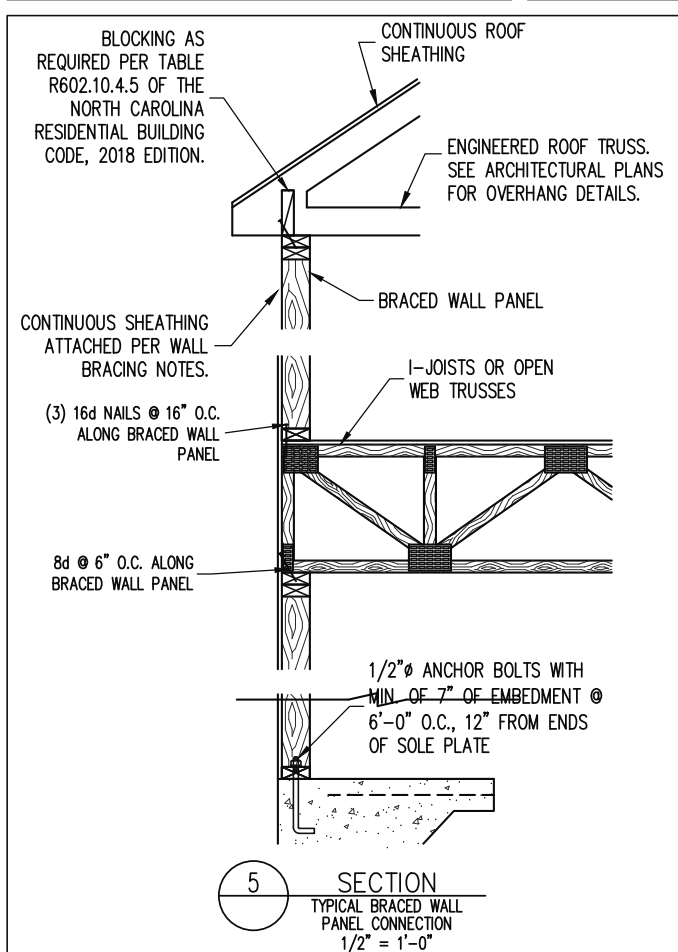 BLOCKING AS
REQUIRED PER TABLE
R602.10.4.5 OF THE
NORTH CAROLINA
RESIDENTIAL BUILDING
CODE, 2018 EDITION.
CONTINUOUS ROOF
SHEATHING
ENGINEERED ROOF TRUSS.
SEE ARCHITECTURAL PLANS
FOR OVERHANG DETAILS.
BRACED WALL PANEL
CONTINUOUS SHEATHING
ATTACHED PER WALL
BRACING NOTES.
I-JOISTS OR OPEN
WEB TRUSSES
(3) 16d NAILS @ 16" O.C.
ALONG BRACED WALL
PANEL
8d @ 6" O.C. ALONG
BRACED WALL PANEL
1/2"ø ANCHOR BOLTS WITH
MIN. OF 7" OF EMBEDMENT @
6'-0" O.C., 12" FROM ENDS
OF SOLE PLATE
5
SECTION
TYPICAL BRACED WALL
PANEL CONNECTION
1/2" = 1'-0"